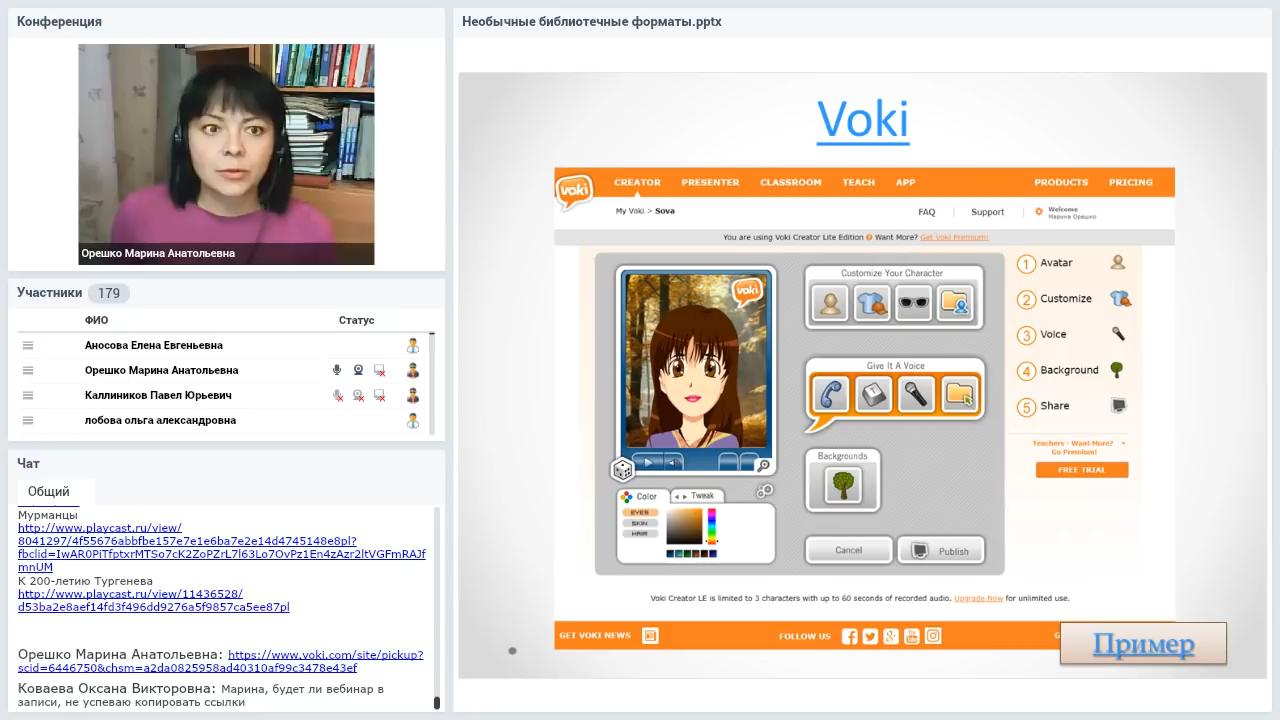 Конференция
Орешко Марина Анатольевна
Участники 179
ФИО Статус
Аносова Елена Евгеньевна
Орешко Марина Анатольевна
Каллиников Павел Юрьевич
лобова ольга александровна
Чат
Общий
Мурманцы
http://www.playcast.ru/view/
8041297/4f55676abbfbe157e7e1e6ba7e2e14d4745148e8pl?
fbclid=IwAR0PiTfptxrMTSo7cK2ZoPZrL7l63Lo7OvPz1En4zAzr2ltVGFmRAJf
mnUM
К 200-летию Тургенева
http://www.playcast.ru/view/11436528/
d53ba2e8aef14fd3f496dd9276a5f9857ca5ee87pl
Орешко Марина Анатольевна: https://www.voki.com/site/pickup?
scid=6446750&chsm=a2da0825958ad40310af99c3478e43ef
Коваева Оксана Викторовна: Марина, будет ли вебинар в
записи, не успеваю копировать ссылки
Необычные библиотечные форматы.pptx
Voki
voki CREATOR PRESENTER CLASSROOM TEACH APP PRODUCTS PRICING
My Voki > Sova FAQ Support Welcome
Марина Орешко
You are using Voki Creator Lite Edition Want More? Get Voki Premium!
voki
Customize Your Character
Give It A Voice
Backgrounds
Color Tweak
EYES
SKIN
HAIR
Cancel Publish
1 Avatar
2 Customize
3 Voice
4 Background
5 Share
Teachers - Want More?
Go Premium!
FREE TRIAL
Voki Creator LE is limited to 3 characters with up to 60 seconds of recorded audio. Upgrade Now for unlimited use.
GET VOKI NEWS FOLLOW US
Пример